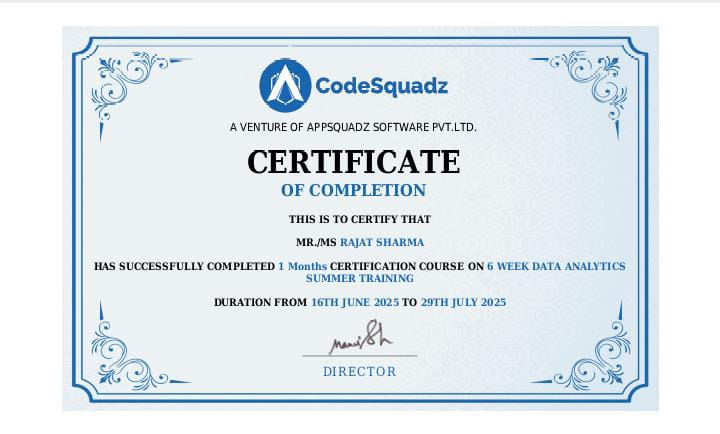 CodeSquadz
A VENTURE OF APPSQUADZ SOFTWARE PVT.LTD.
CERTIFICATE
OF COMPLETION
THIS IS TO CERTIFY THAT
MR./MS RAJAT SHARMA
HAS SUCCESSFULLY COMPLETED 1 Months CERTIFICATION COURSE ON 6 WEEK DATA ANALYTICS
SUMMER TRAINING
DURATION FROM 16TH JUNE 2025 TO 29TH JULY 2025
DIRECTOR